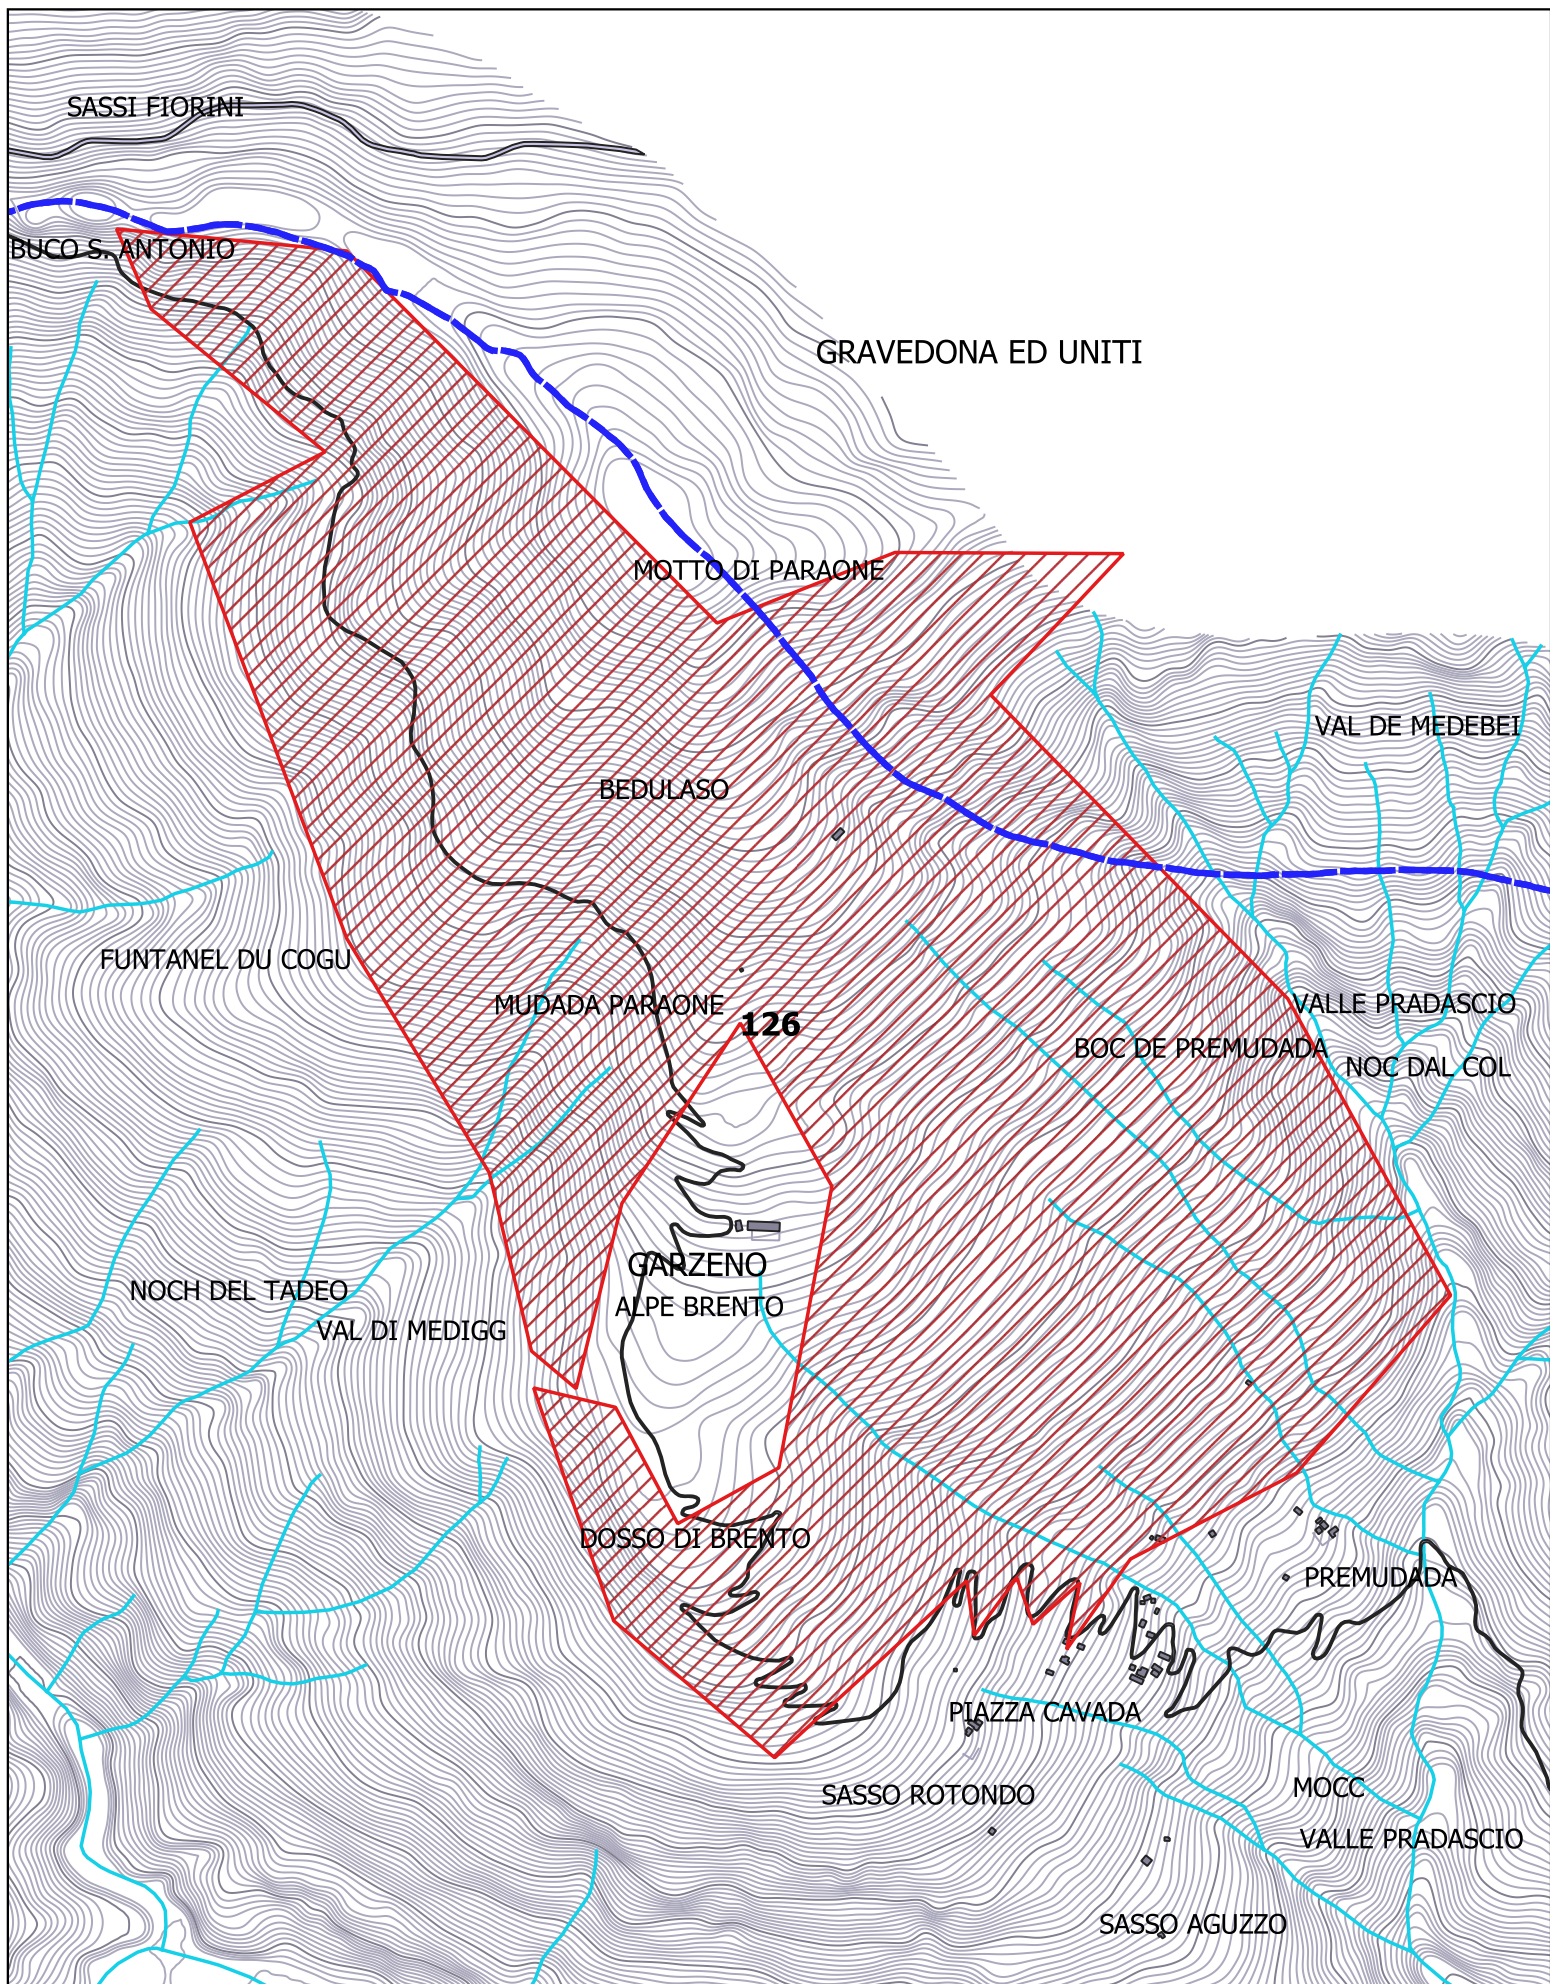 SASSI FIORINI
BUCO S. ANTONIO
GRAVEDONA ED UNITI
MOTTO DI PARAONE
VAL DE MEDEBEI
BEDULASO
FUNTANEL DU COGU
MUDADA PARAONE
VALLE PRADASCIO
126
BOC DE PREMUDADA
NOC DAL COL
GARZENO
NOCH DEL TADEO
ALPE BRENTO
VAL DI MEDIGG
DOSSO DI BRENTO
PREMUDADA
PIAZZA CAVADA
MOCC
SASSO ROTONDO
VALLE PRADASCIO
SASSO AGUZZO